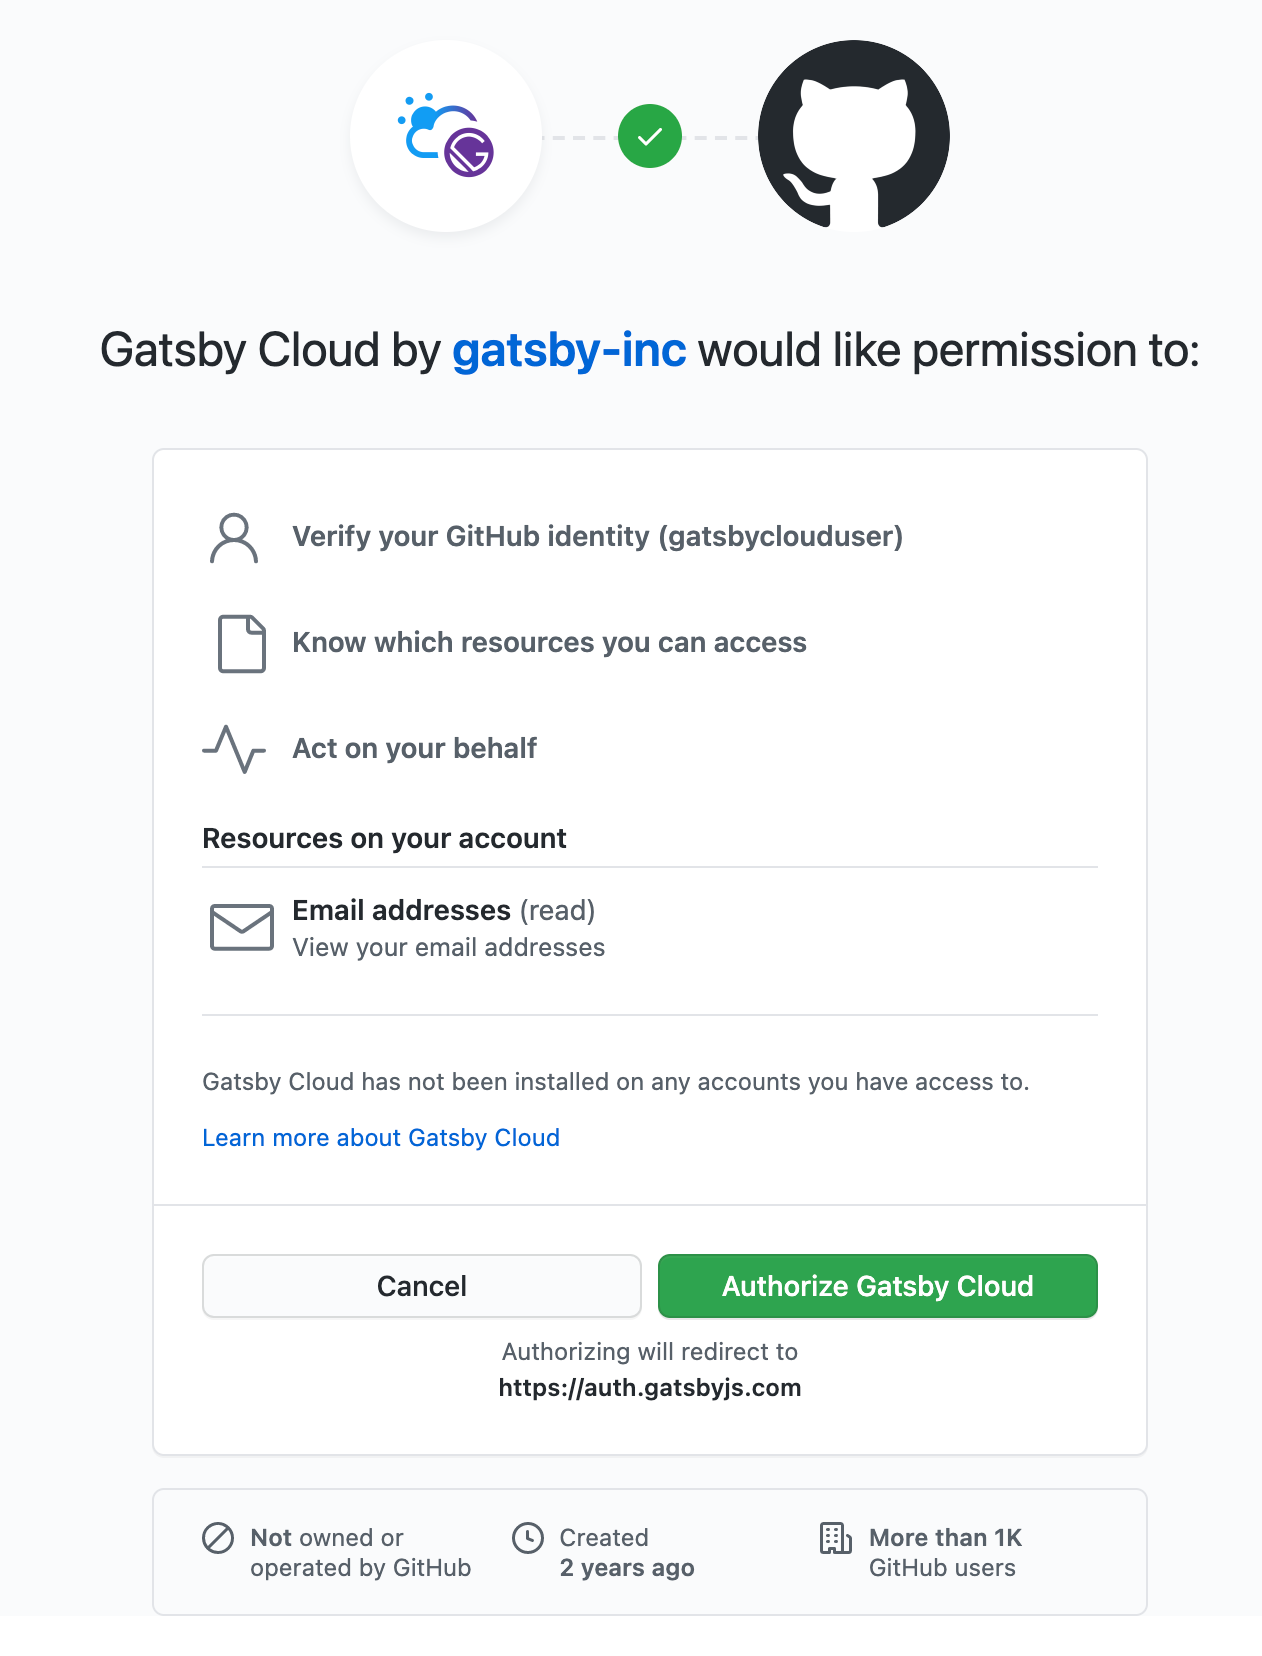 Gatsby Cloud by gatsby-inc would like permission to:
Verify your GitHub identity (gatsbyclouduser)
Know which resources you can access
Act on your behalf
Resources on your account
Email addresses (read)
View your email addresses
Gatsby Cloud has not been installed on any accounts you have access to.
Learn more about Gatsby Cloud
Cancel
Authorize Gatsby Cloud
Authorizing will redirect to
https://auth.gatsbyjs.com
Not owned or
operated by GitHub
Created
2 years ago
More than 1K
GitHub users